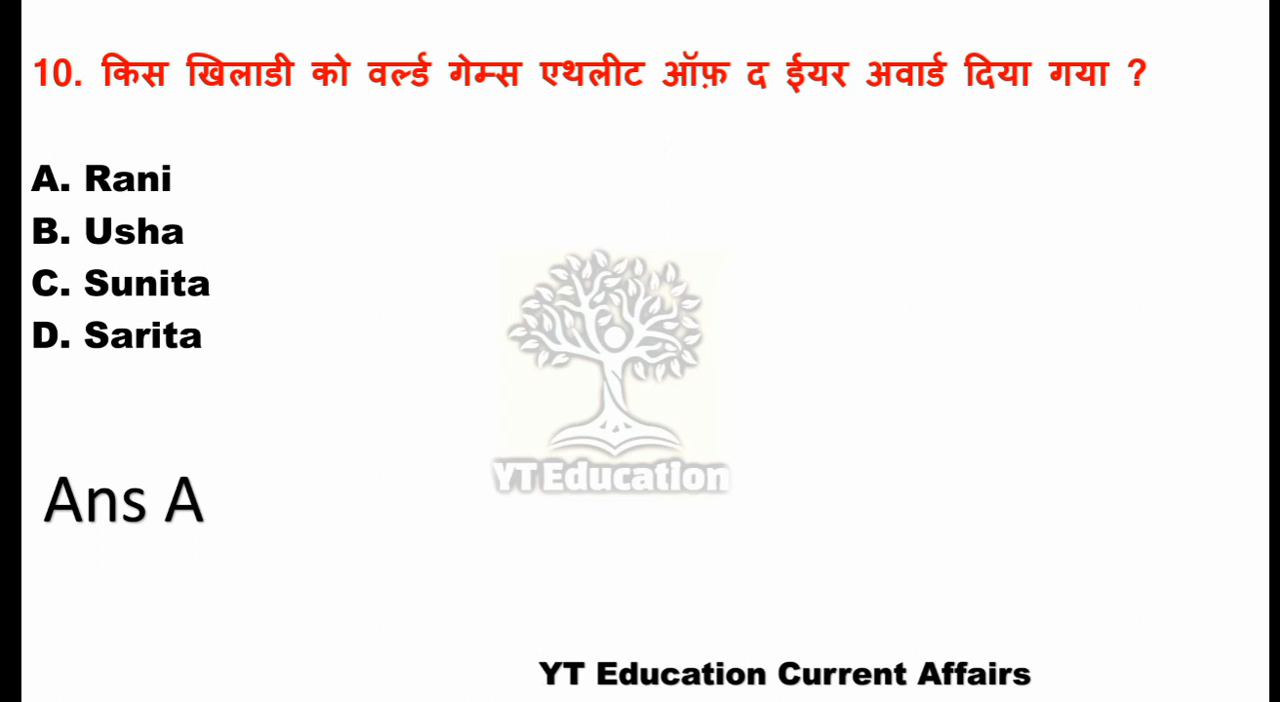 10. किस खिलाडी को वर्ल्ड गेम्स एथलीट ऑफ़ द ईयर अवार्ड दिया गया ?
A. Rani
B. Usha
C. Sunita
D. Sarita
YT Education
Ans A
YT Education Current Affairs